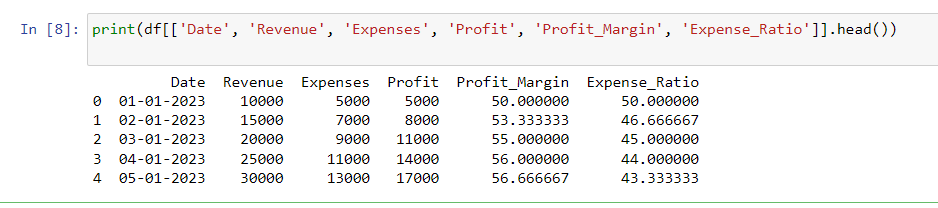 In [8]: print(df[['Date', 'Revenue', 'Expenses', 'Profit', 'Profit_Margin', 'Expense_Ratio']].head())
Date Revenue Expenses Profit Profit_Margin Expense_Ratio
0 01-01-2023 10000 5000 5000 50.000000 50.000000
1 02-01-2023 15000 7000 8000 53.333333 46.666667
2 03-01-2023 20000 9000 11000 55.000000 45.000000
3 04-01-2023 25000 11000 14000 56.000000 44.000000
4 05-01-2023 30000 13000 17000 56.666667 43.333333